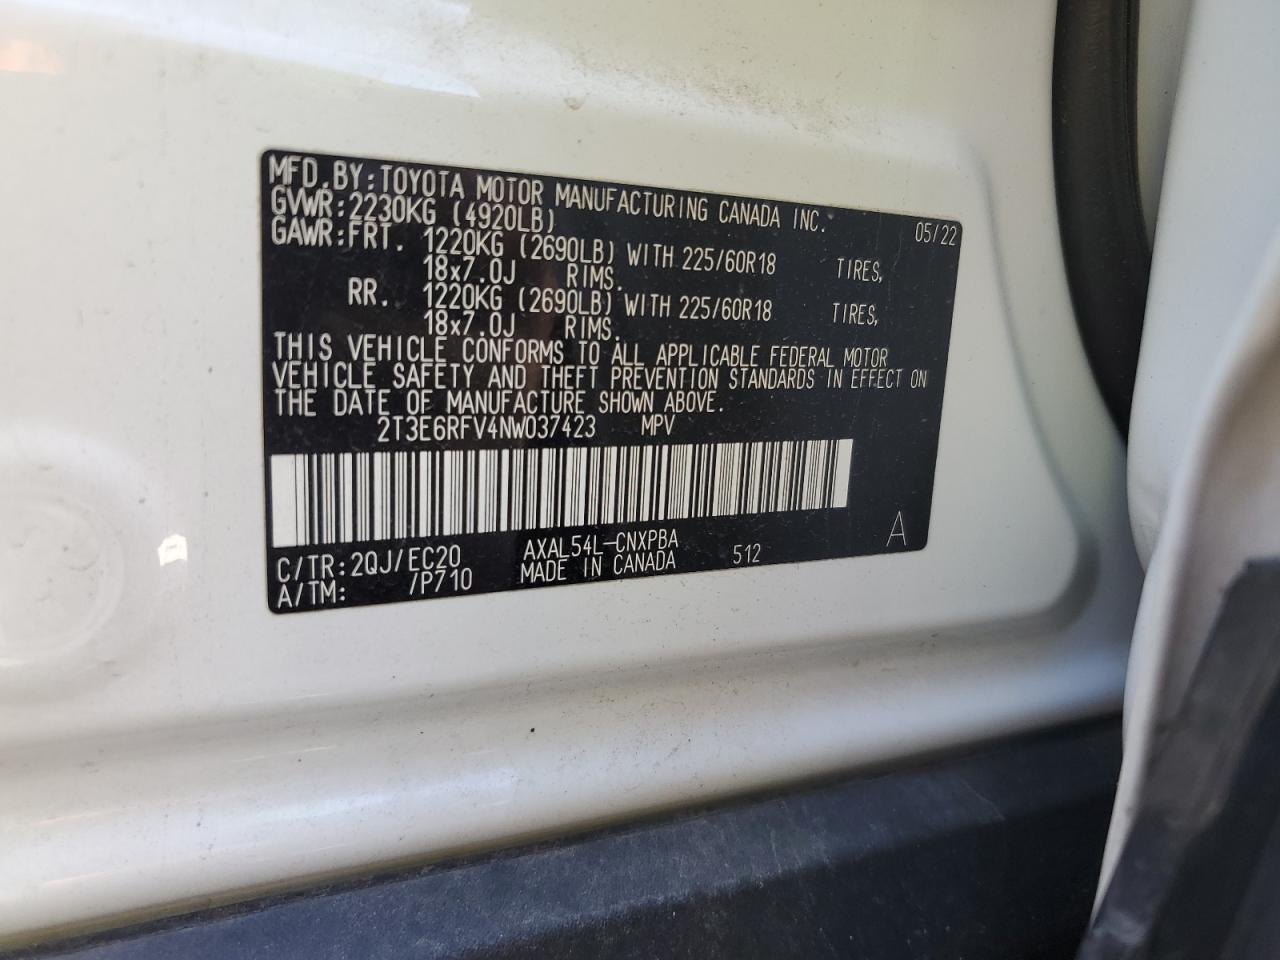 MFD.BY:TOYOTA MOTOR MANUFACTURING CANADA INC. 05/22
GVWR:2230KG (4920LB)
GAWR:FRT. 1220KG (2690LB) WITH 225/60R18 TIRES,
18x7.0J RIMS.
RR. 1220KG (2690LB) WITH 225/60R18 TIRES,
18x7.0J RIMS.
THIS VEHICLE CONFORMS TO ALL APPLICABLE FEDERAL MOTOR
VEHICLE SAFETY AND THEFT PREVENTION STANDARDS IN EFFECT ON
THE DATE OF MANUFACTURE SHOWN ABOVE.
2T3E6RFV4NW037423 MPV
C/TR:2QJ/EC20 AXAL54L-CNXPBA 512 A
A/TM: /P710 MADE IN CANADA